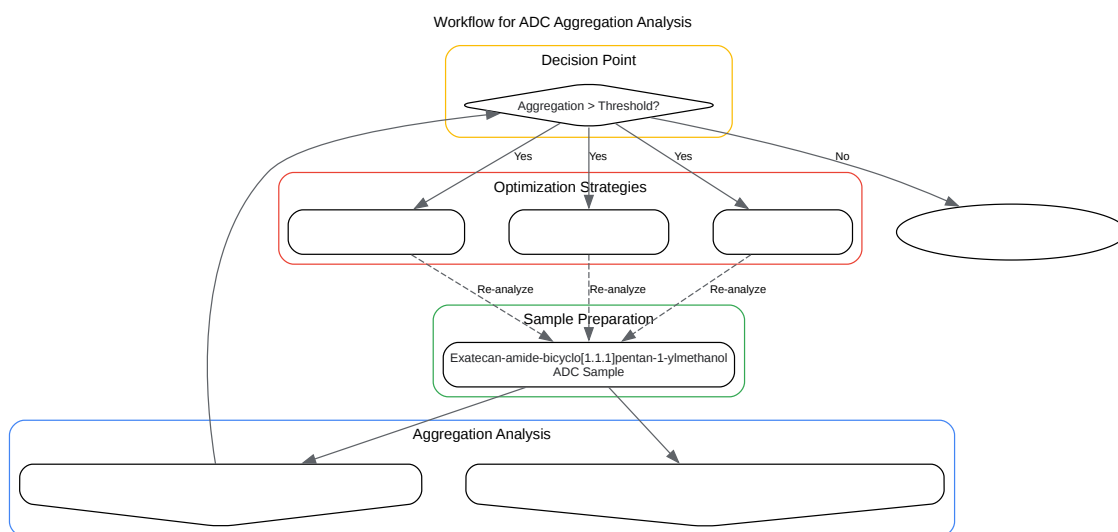 Workflow for ADC Aggregation Analysis
Decision Point
Aggregation > Threshold?
Yes
Yes
Yes
No
Optimization Strategies
Re-analyze
Re-analyze
Re-analyze
Sample Preparation
Exatecan-amide-bicyclo[1.1.1]pentan-1-ylmethanol
ADC Sample
Aggregation Analysis